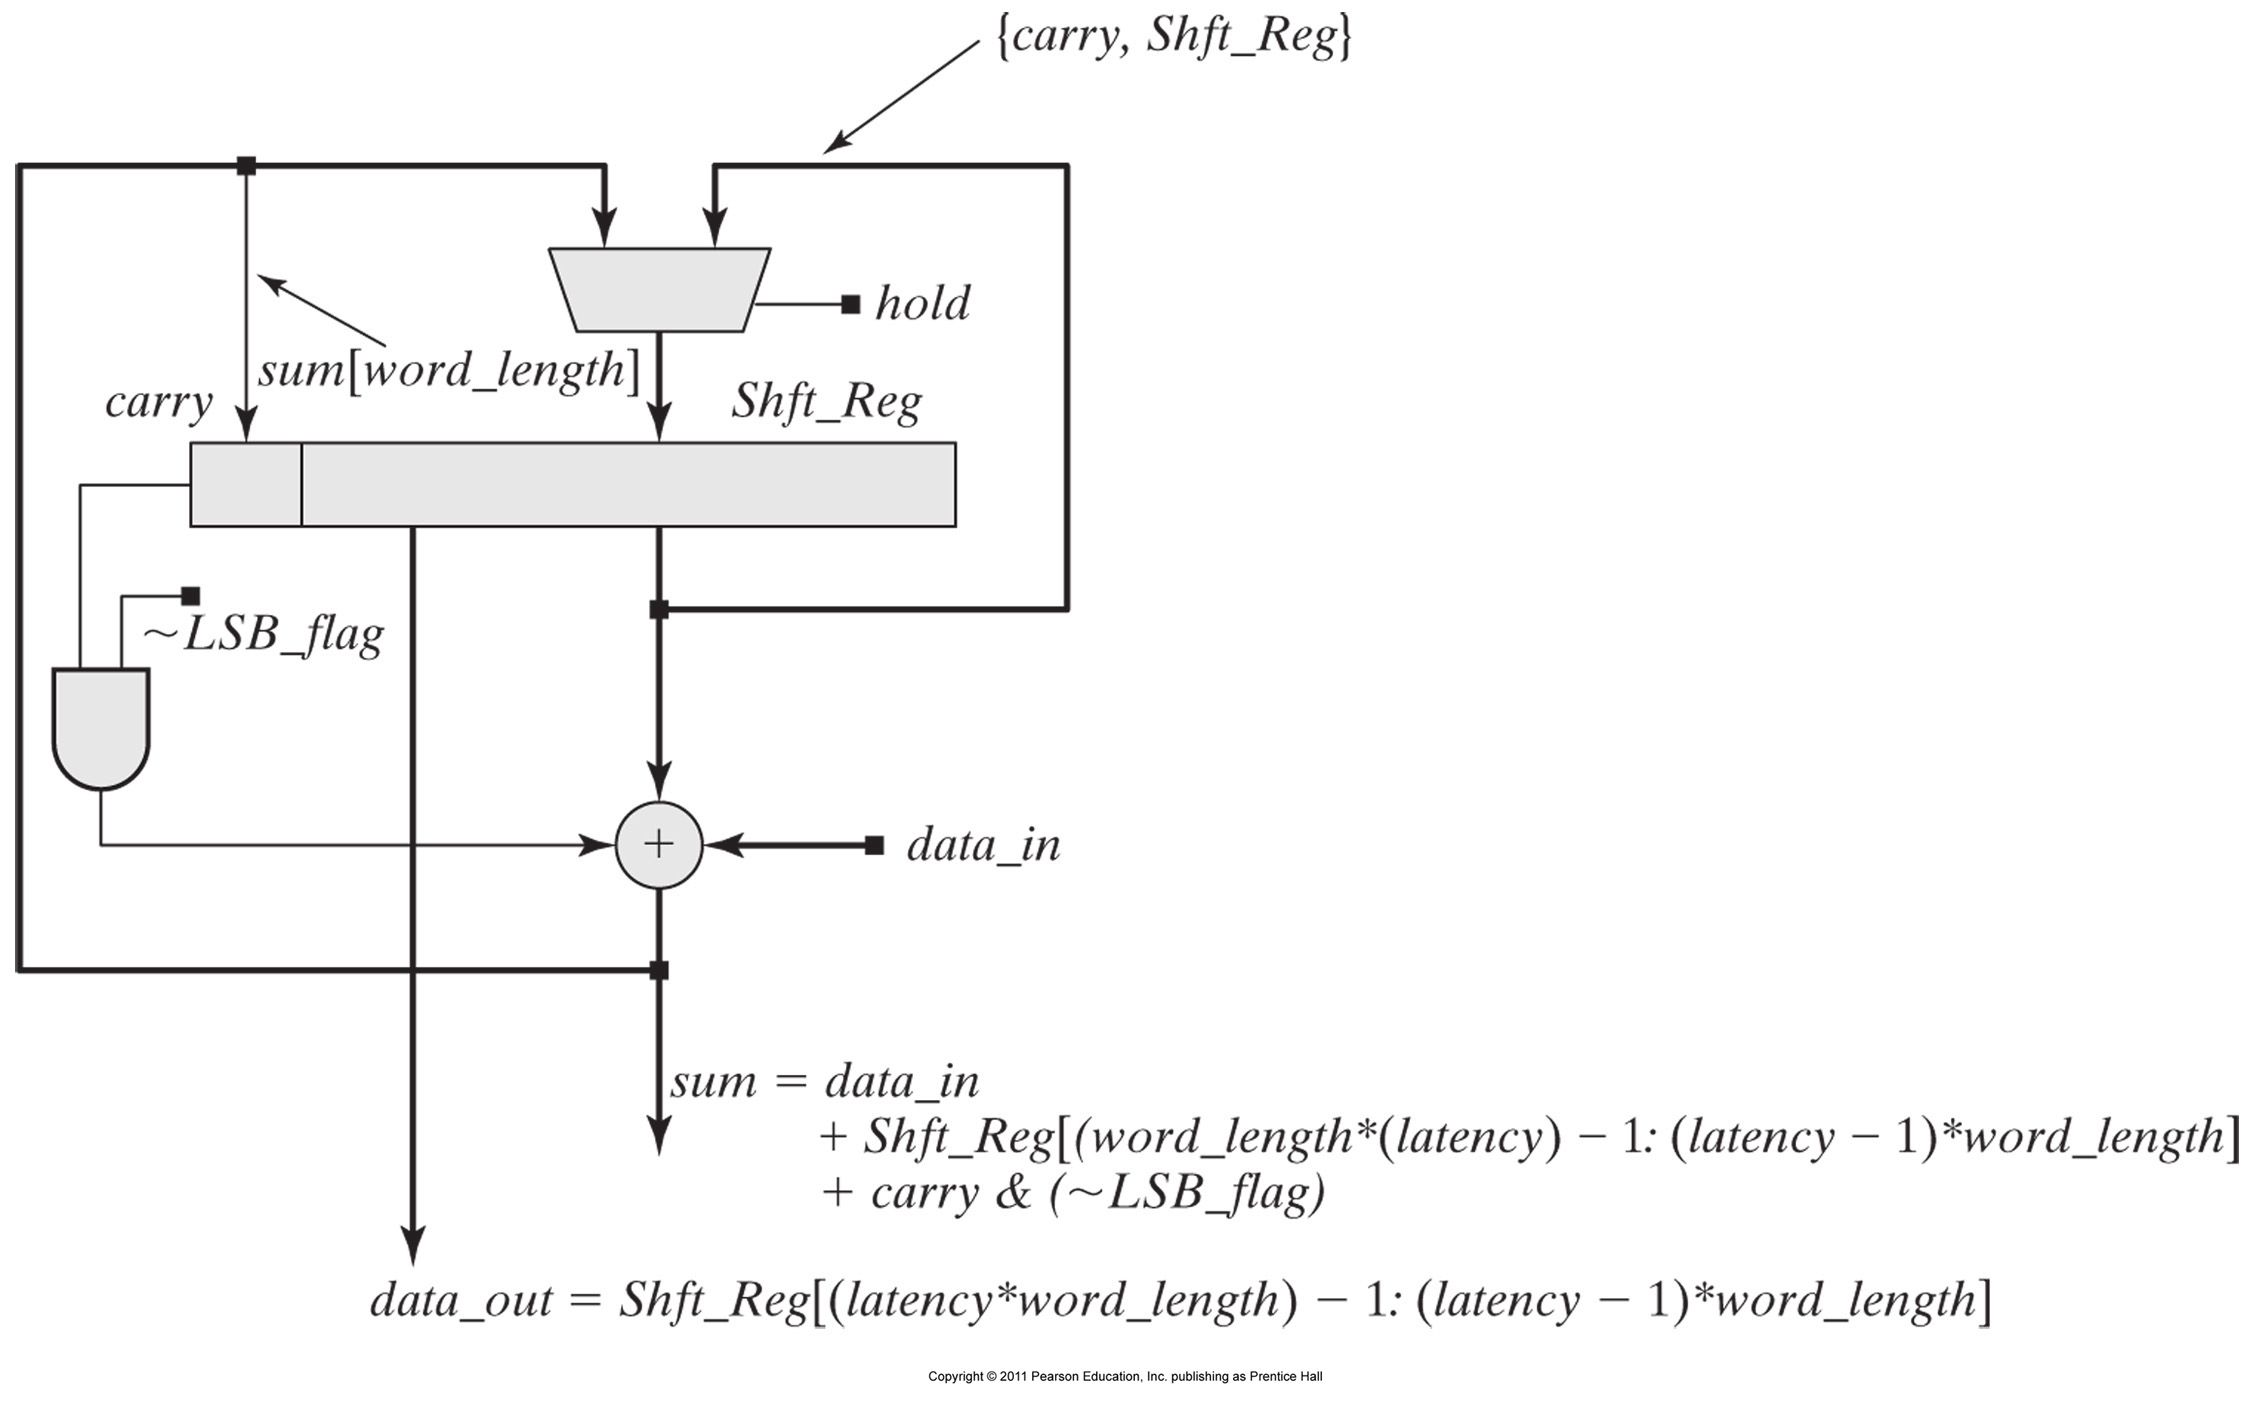 {carry, Shft_Reg}
hold
sum[word_length]
carry
Shft_Reg
~LSB_flag
+
data_in
sum = data_in
+ Shft_Reg[(word_length*(latency) − 1: (latency − 1)*word_length]
+ carry & (~LSB_flag)
data_out = Shft_Reg[(latency*word_length) − 1: (latency − 1)*word_length]
Copyright © 2011 Pearson Education, Inc. publishing as Prentice Hall